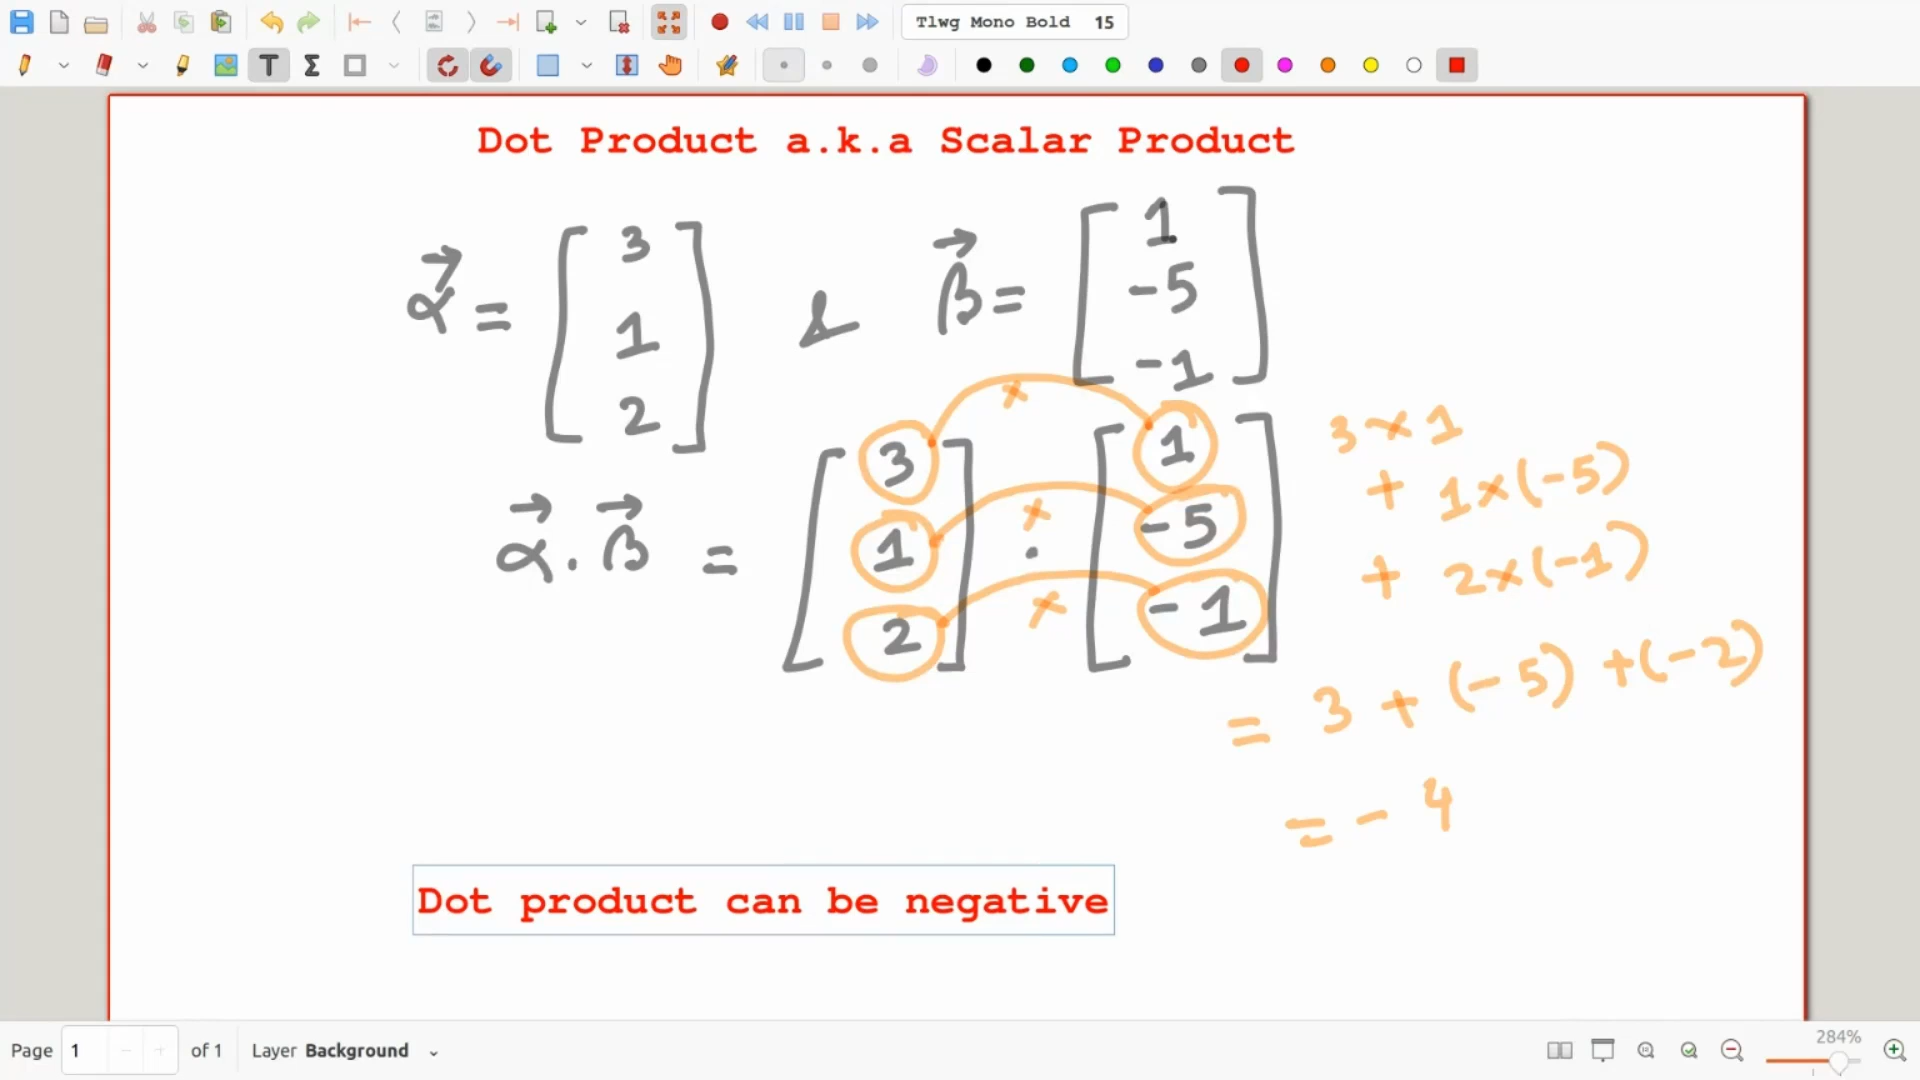 Tlwg Mono Bold 15
Dot Product a.k.a Scalar Product
α⃗ = [3 1 2] & β⃗ = [1 -5 -1]
α⃗ . β⃗ = [3 1 2] . [1 -5 -1]
× × ×
3 × 1
+ 1×(-5)
+ 2×(-1)
= 3 + (-5) +(-2)
= - 4
Dot product can be negative
Page 1 of 1 Layer Background 284%